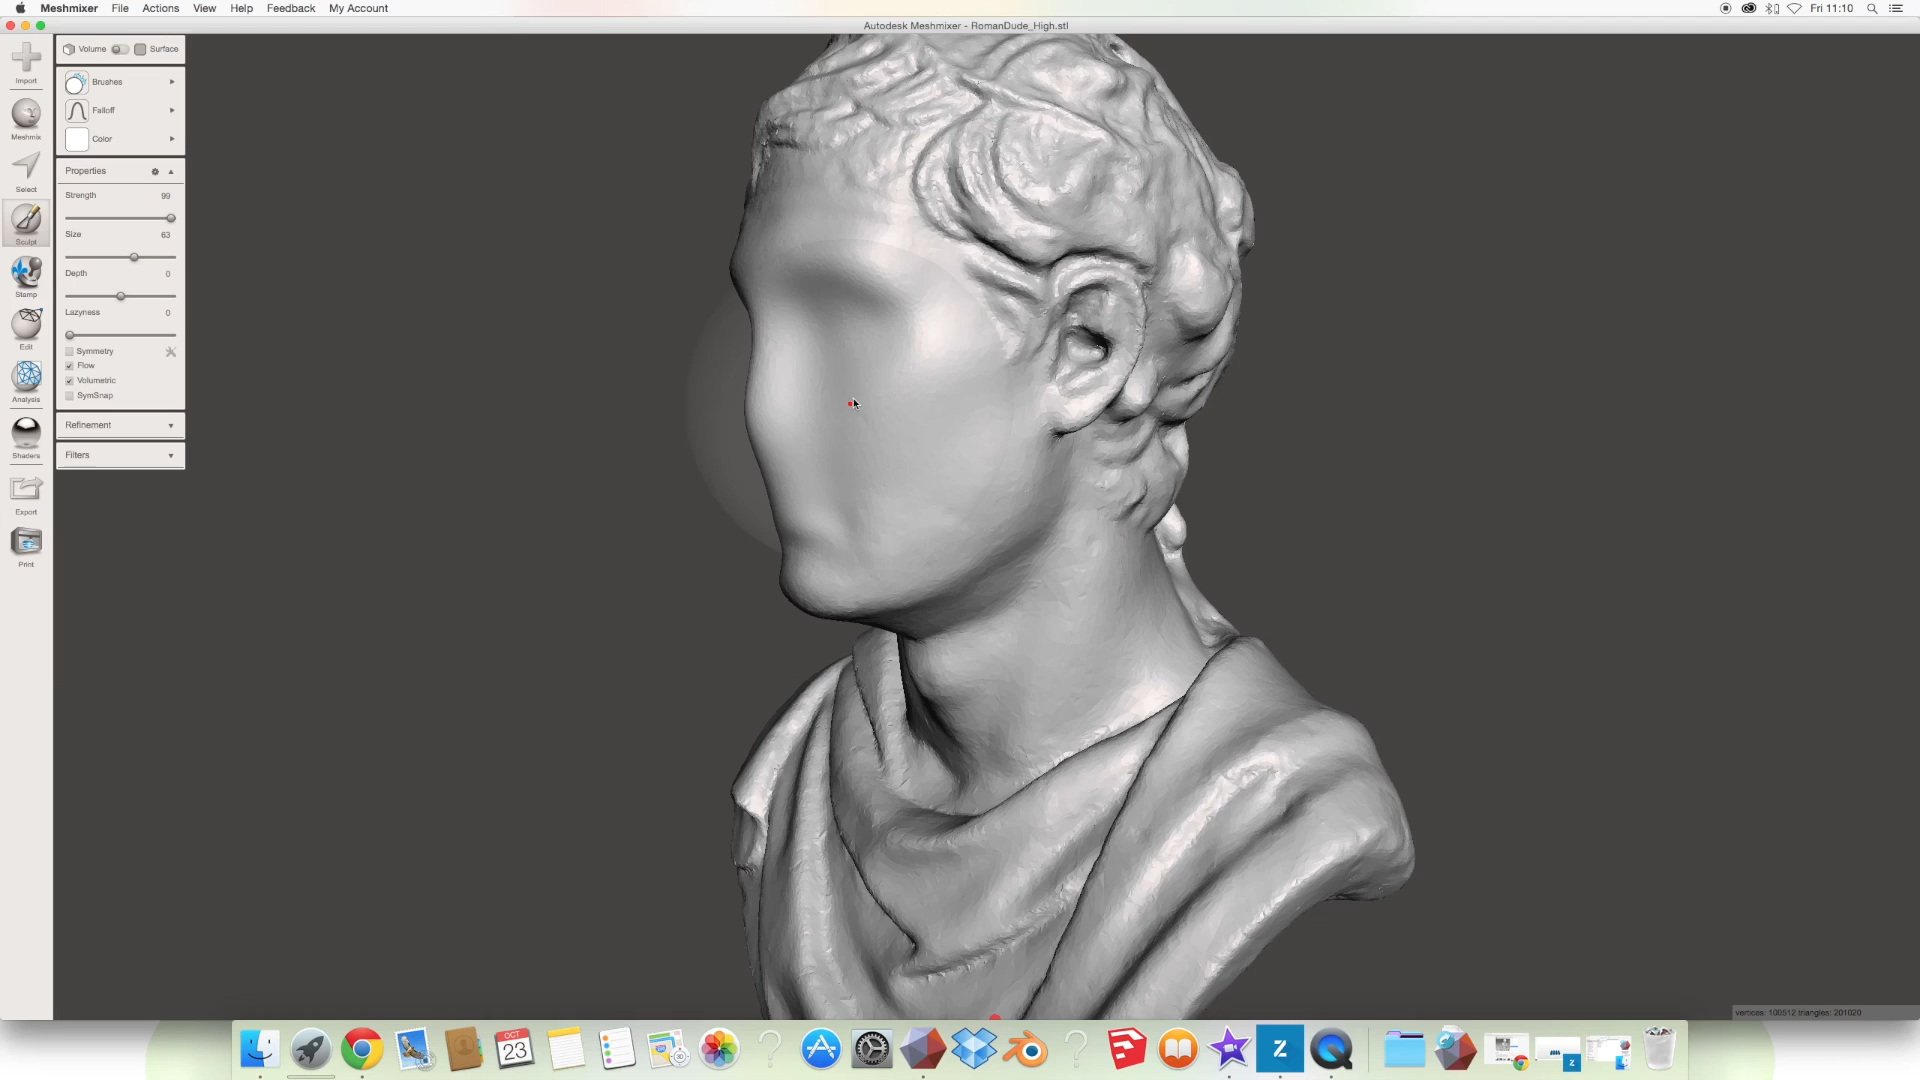 Meshmixer File Actions View Help Feedback My Account Fri 11:10
Autodesk Meshmixer - RomanDude_High.stl
Import
Meshmix
Select
Sculpt
Stamp
Edit
Analysis
Shaders
Export
Print
Volume Surface
Brushes
Falloff
Color
Properties
Strength 99
Size 63
Depth 0
Lazyness 0
Symmetry
Flow
Volumetric
SymSnap
Refinement
Filters
vertices: 100512 triangles: 201020
OCT
23
Z